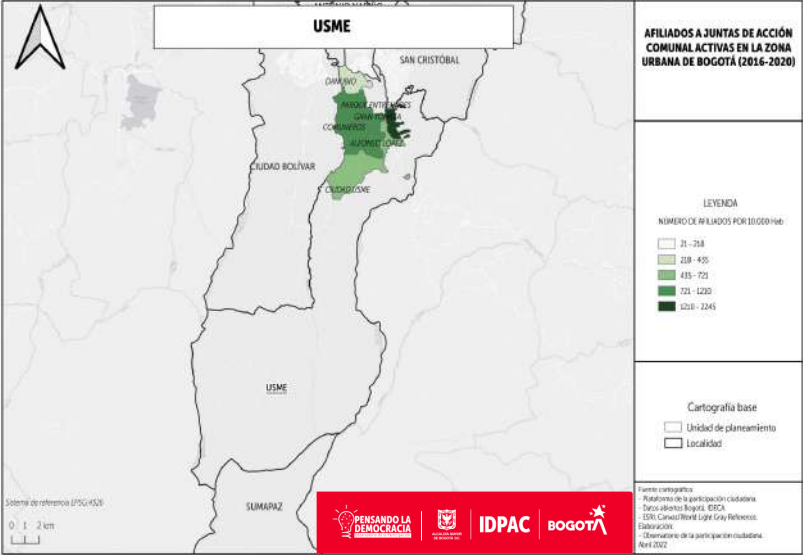 USME
SAN CRISTÓBAL
DANUBIO
PARQUE ENTRENUBES
GRAN YOMASA
COMUNEROS
ALFONSO LÓPEZ
CIUDAD BOLÍVAR
CIUDAD USME
USME
SUMAPAZ
Sistema de referencia EPSG:4326
0 1 2 km
PENSANDO LA
DEMOCRACIA
ALCALDÍA MAYOR
DE BOGOTÁ D.C.
IDPAC
BOGOTÁ
AFILIADOS A JUNTAS DE ACCIÓN
COMUNAL ACTIVAS EN LA ZONA
URBANA DE BOGOTÁ (2016-2020)
LEYENDA
NÚMERO DE AFILIADOS POR 10.000 Hab
21 - 218
218 - 435
435 - 721
721 - 1210
1210 - 2245
Cartografía base
Unidad de planeamiento
Localidad
Fuente cartográfica:
- Plataforma de la participación ciudadana.
- Datos abiertos Bogotá, IDECA.
- ESRI, Canvas/World Light Gray Reference.
Elaboración:
- Observatorio de la participación ciudadana.
Abril 2022